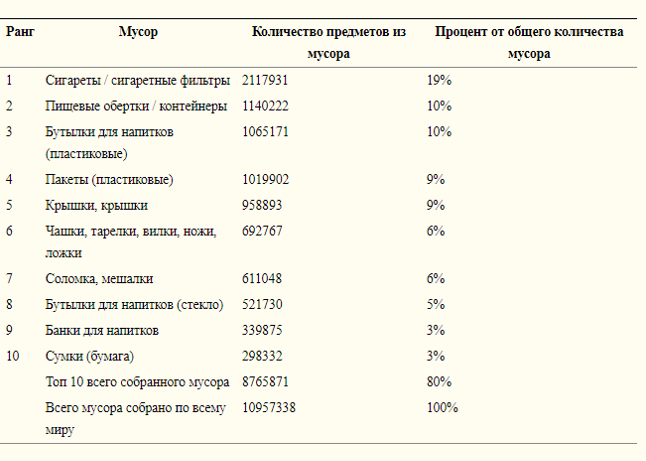 Ранг Мусор Количество предметов из Процент от общего количества
мусора мусора
1 Сигареты / сигаретные фильтры 2117931 19%
2 Пищевые обертки / контейнеры 1140222 10%
3 Бутылки для напитков 1065171 10%
(пластиковые)
4 Пакеты (пластиковые) 1019902 9%
5 Крышки, крышки 958893 9%
6 Чашки, тарелки, вилки, ножи, 692767 6%
ложки
7 Соломка, мешалки 611048 6%
8 Бутылки для напитков (стекло) 521730 5%
9 Банки для напитков 339875 3%
10 Сумки (бумага) 298332 3%
Топ 10 всего собранного мусора 8765871 80%
Всего мусора собрано по всему 10957338 100%
миру